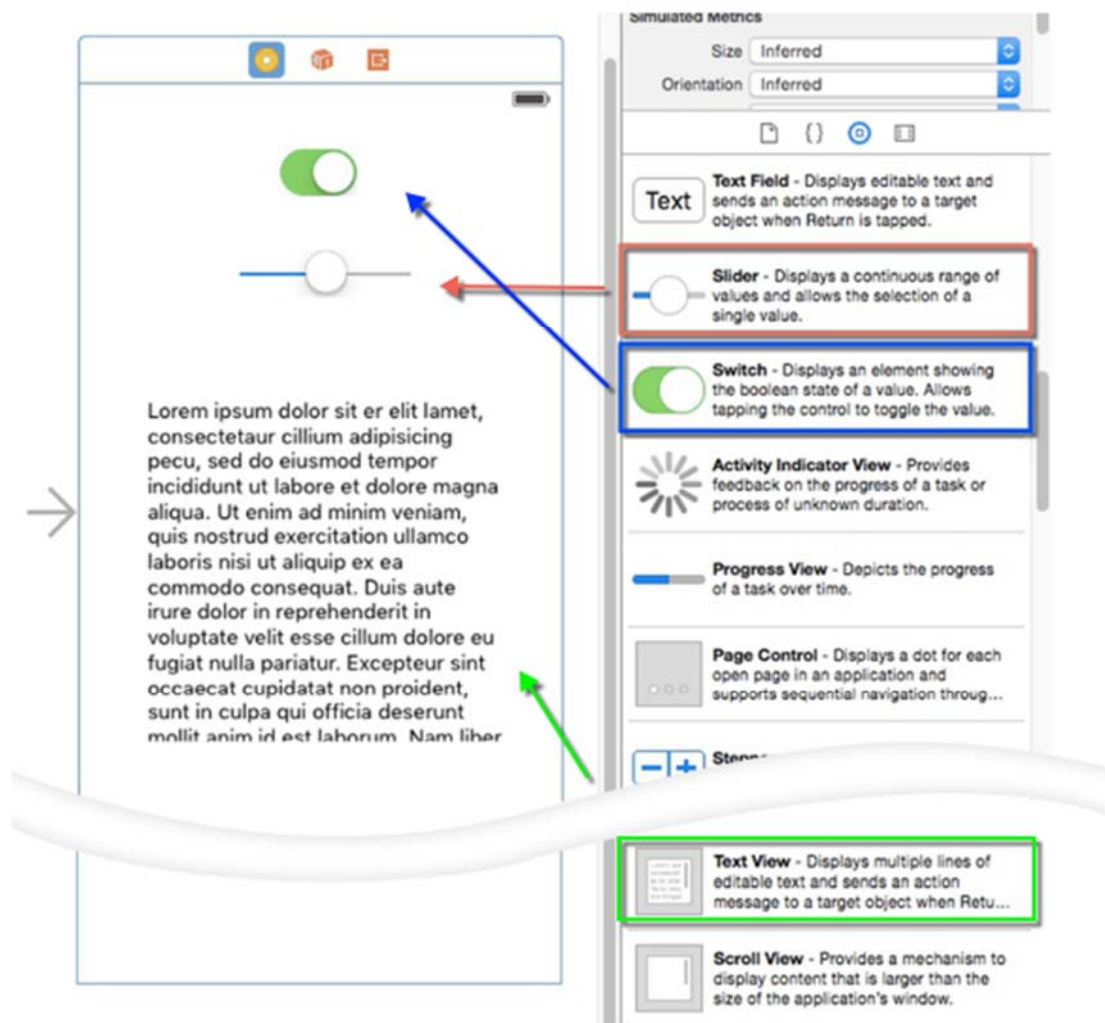 Simulated Metrics
Size Inferred
Orientation Inferred
Text
Text Field - Displays editable text and
sends an action message to a target
object when Return is tapped.
Slider - Displays a continuous range of
values and allows the selection of a
single value.
Switch - Displays an element showing
the boolean state of a value. Allows
tapping the control to toggle the value.
Activity Indicator View - Provides
feedback on the progress of a task or
process of unknown duration.
Progress View - Depicts the progress
of a task over time.
Page Control - Displays a dot for each
open page in an application and
supports sequential navigation throug...
Text View - Displays multiple lines of
editable text and sends an action
message to a target object when Retu...
Scroll View - Provides a mechanism to
display content that is larger than the
size of the application's window.
Lorem ipsum dolor sit er elit lamet,
consectetaur cillium adipisicing
pecu, sed do eiusmod tempor
incididunt ut labore et dolore magna
aliqua. Ut enim ad minim veniam,
quis nostrud exercitation ullamco
laboris nisi ut aliquip ex ea
commodo consequat. Duis aute
irure dolor in reprehenderit in
voluptate velit esse cillum dolore eu
fugiat nulla pariatur. Excepteur sint
occaecat cupidatat non proident,
sunt in culpa qui officia deserunt
mollit anim id est laborum. Nam liber